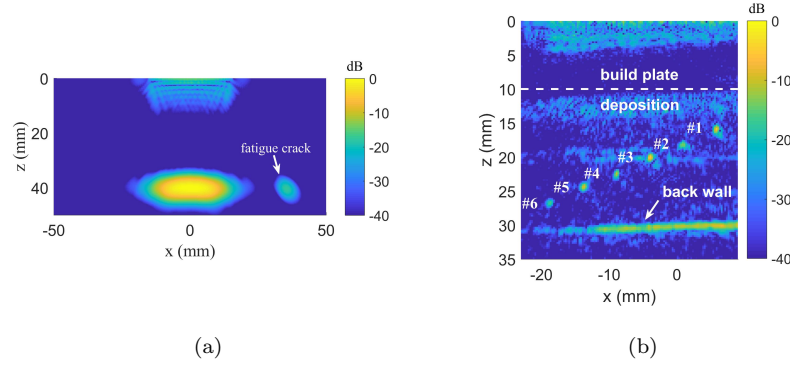 dB
0
-10
-20
-30
-40
0
20
40
z (mm)
fatigue crack
-50
0
50
x (mm)
(a)
dB
0
-10
-20
-30
-40
0
5
10
15
20
25
30
35
z (mm)
build plate
deposition
#1
#2
#3
#4
#5
#6
back wall
-20
-10
0
x (mm)
(b)